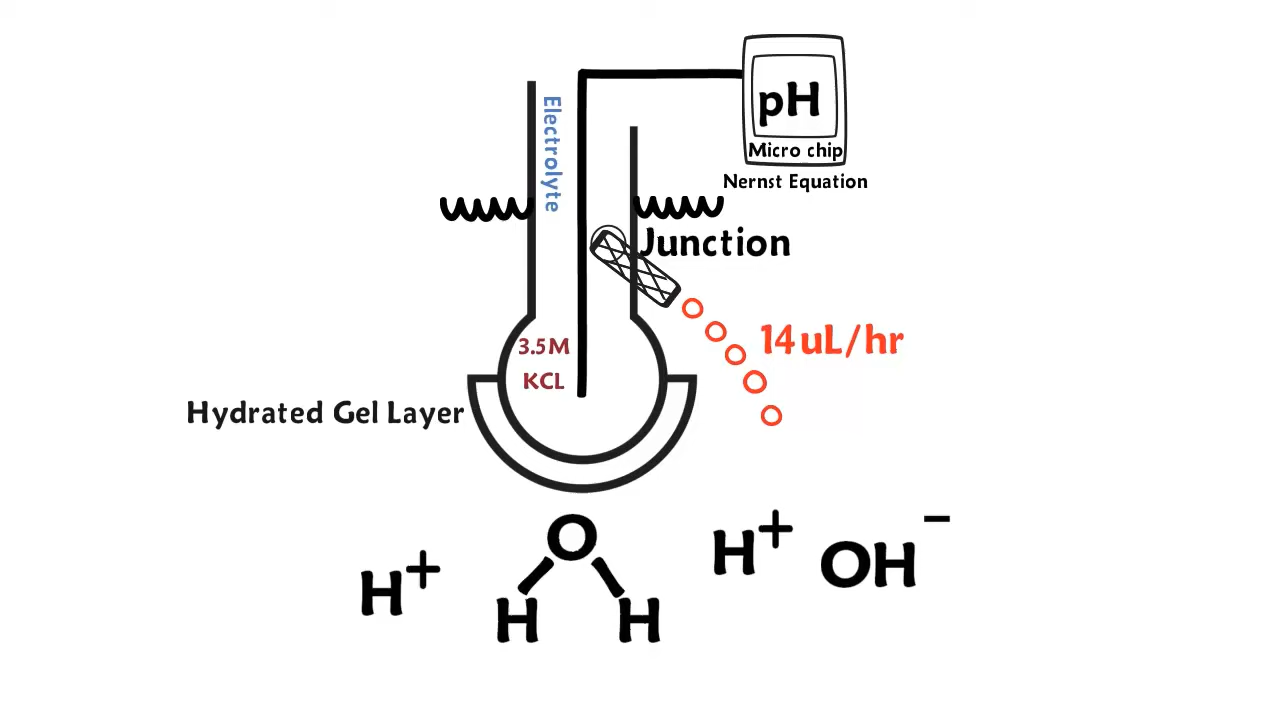 pH
Micro chip
Nernst Equation
Electrolyte
Junction
14uL/hr
3.5M
KCL
Hydrated Gel Layer
H+
O
H H
H+ OH−